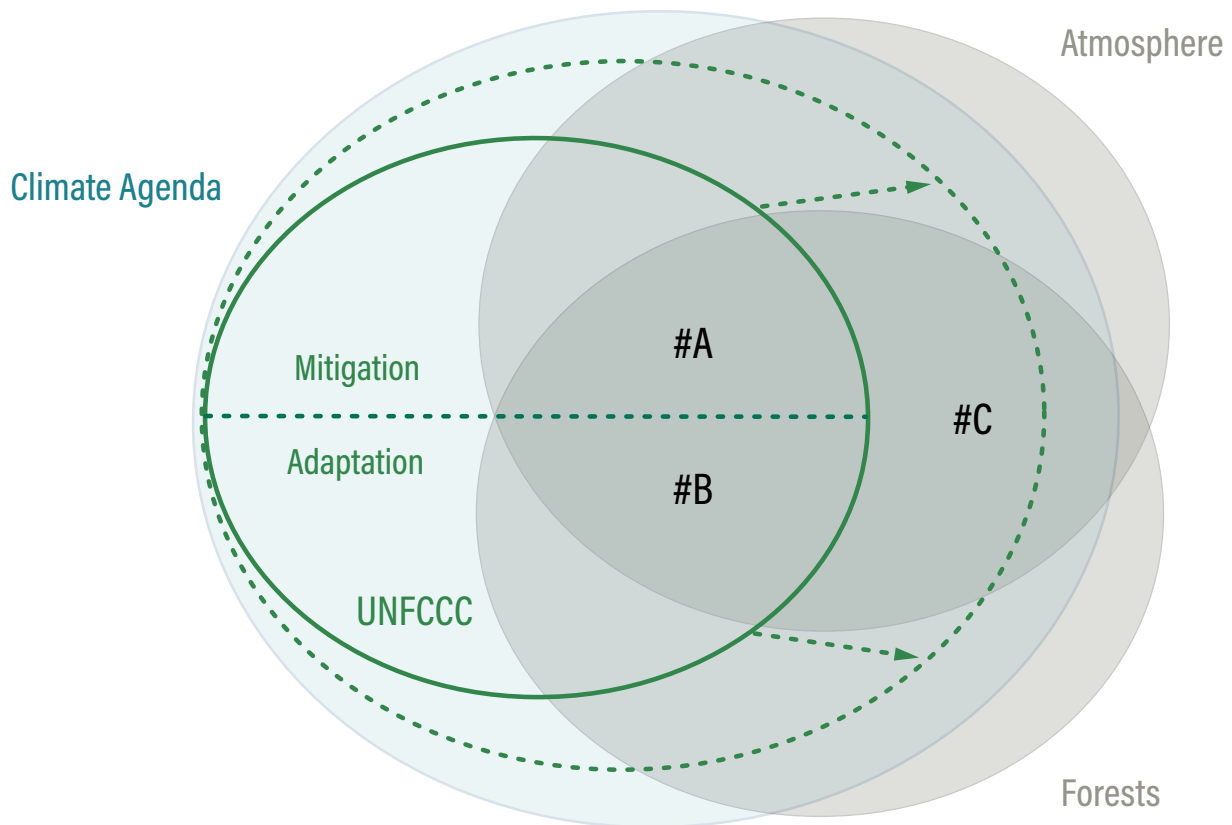 Atmosphere
Climate Agenda
#A
Mitigation
#C
Adaptation
#B
UNFCCC
Forests